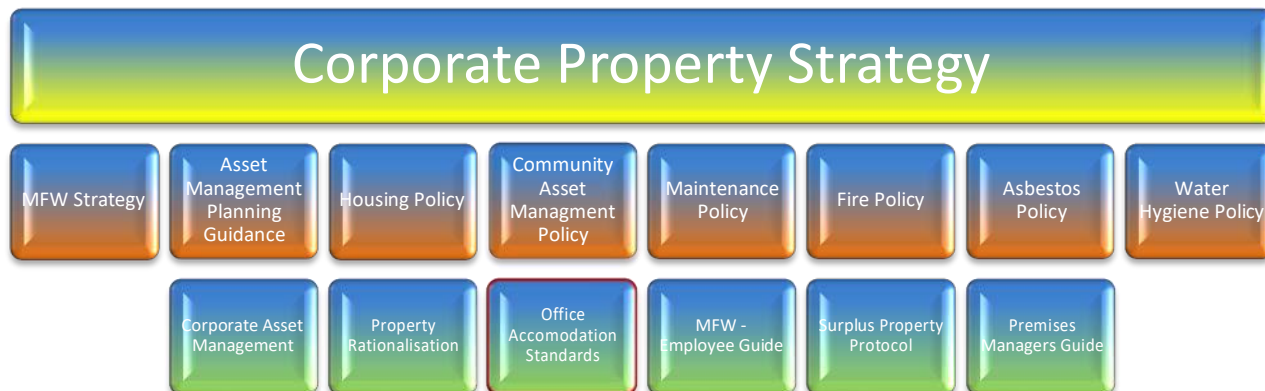 Corporate Property Strategy
MFW Strategy
Asset
Management
Planning
Guidance
Housing Policy
Community
Asset
Managment
Policy
Maintenance
Policy
Fire Policy
Asbestos
Policy
Water
Hygiene Policy
Corporate Asset
Management
Property
Rationalisation
Office
Accomodation
Standards
MFW -
Employee Guide
Surplus Property
Protocol
Premises
Managers Guide